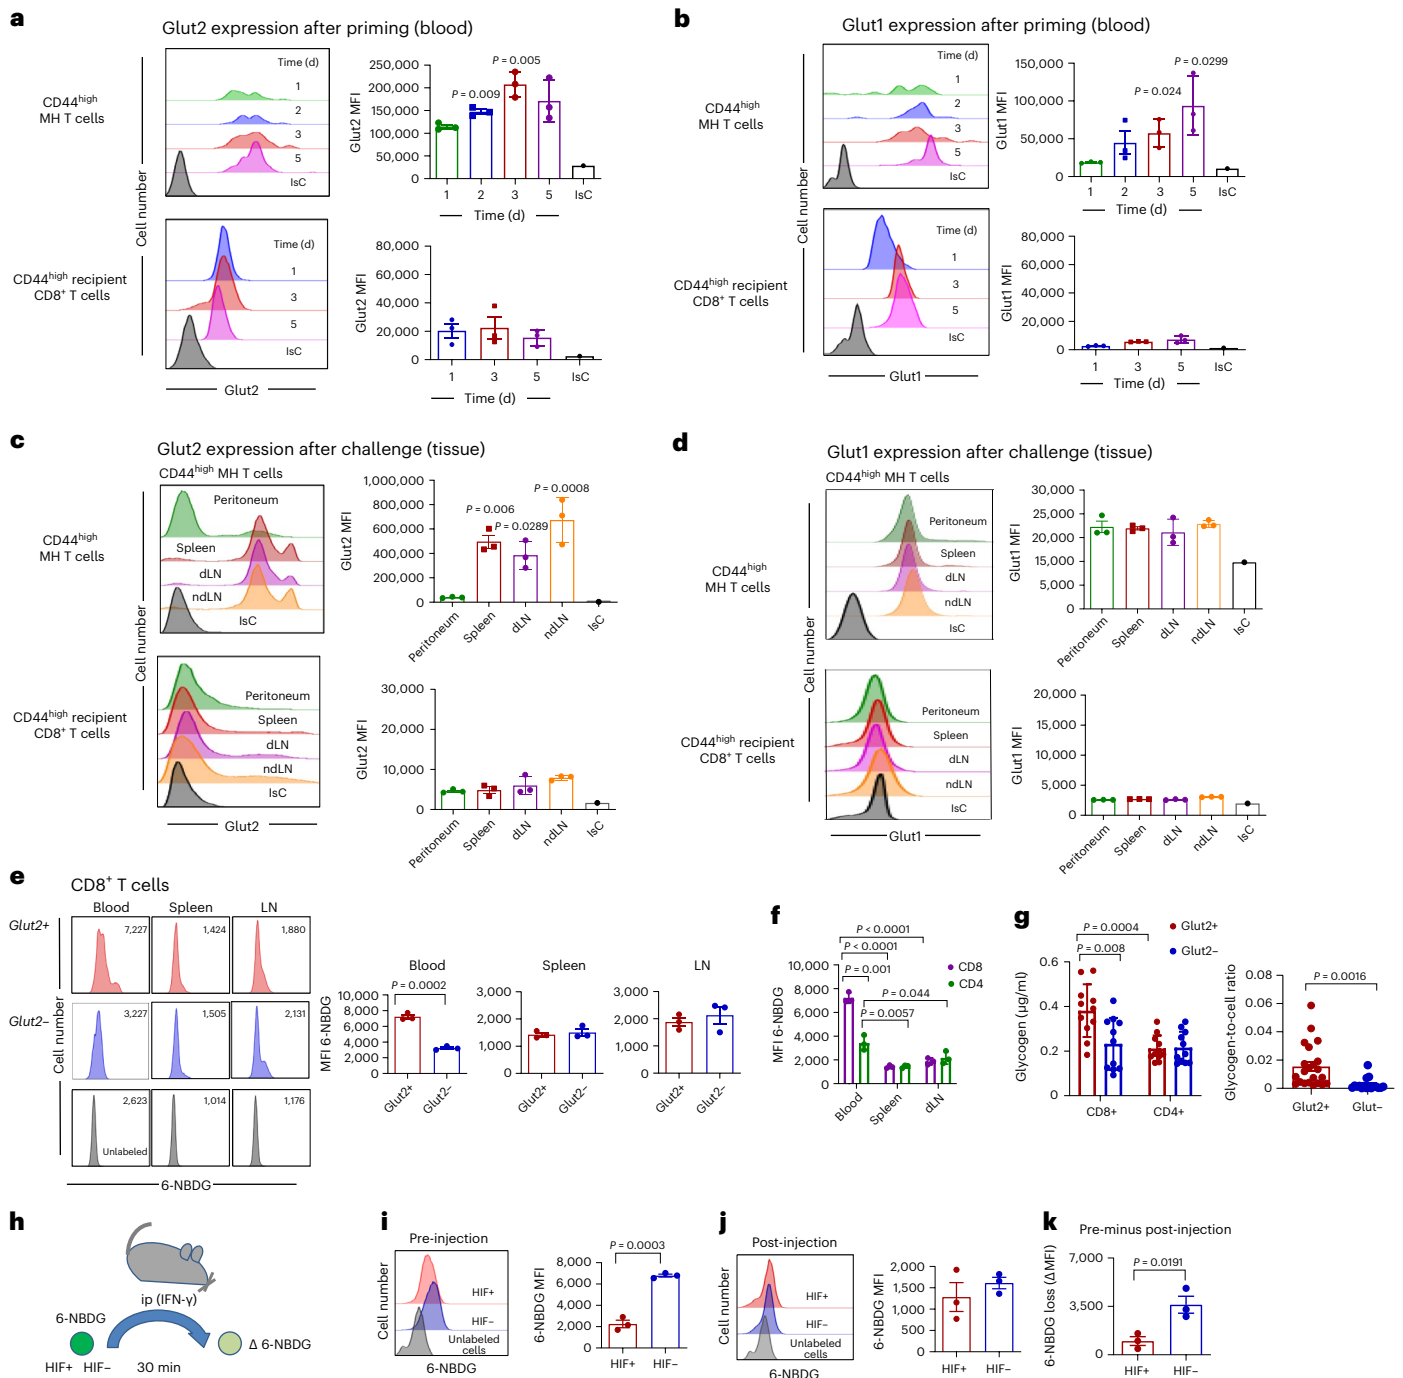 a
Glut2 expression after priming (blood)
CD44high
MH T cells
CD44high recipient
CD8+ T cells
Cell number
Time (d)
1
2
3
5
IsC
Time (d)
1
3
5
IsC
Glut2
Glut2 MFI
250,000
200,000
150,000
100,000
50,000
0
P = 0.009
P = 0.005
1 2 3 5 IsC
Time (d)
Glut2 MFI
80,000
60,000
40,000
20,000
0
1 3 5 IsC
Time (d)
b
Glut1 expression after priming (blood)
CD44high
MH T cells
CD44high recipient
CD8+ T cells
Cell number
Time (d)
1
2
3
5
IsC
Time (d)
1
3
5
IsC
Glut1
Glut1 MFI
150,000
100,000
50,000
0
P = 0.0299
P = 0.024
1 2 3 5 IsC
Time (d)
Glut1 MFI
80,000
60,000
40,000
20,000
0
1 3 5 IsC
Time (d)
c
Glut2 expression after challenge (tissue)
CD44high MH T cells
CD44high
MH T cells
CD44high recipient
CD8+ T cells
Cell number
Peritoneum
Spleen
dLN
ndLN
IsC
Peritoneum
Spleen
dLN
ndLN
IsC
Glut2
Glut2 MFI
1,000,000
800,000
600,000
400,000
200,000
0
P = 0.006
P = 0.0289
P = 0.0008
Peritoneum Spleen dLN ndLN IsC
Glut2 MFI
30,000
20,000
10,000
0
Peritoneum Spleen dLN ndLN IsC
d
Glut1 expression after challenge (tissue)
CD44high MH T cells
CD44high
MH T cells
CD44high recipient
CD8+ T cells
Cell number
Peritoneum
Spleen
dLN
ndLN
IsC
Peritoneum
Spleen
dLN
ndLN
IsC
Glut1
Glut1 MFI
30,000
25,000
20,000
15,000
5,000
0
Peritoneum Spleen dLN ndLN IsC
Glut1 MFI
20,000
15,000
10,000
5,000
0
Peritoneum Spleen dLN ndLN IsC
e
CD8+ T cells
Blood Spleen LN
Glut2+
7,227 1,424 1,880
Glut2−
3,227 1,505 2,131
2,623 1,014 1,176
Unlabeled
Cell number
6-NBDG
Blood
P = 0.0002
MFI 6-NBDG
10,000
8,000
6,000
4,000
2,000
0
Glut2+ Glut2−
Spleen
3,000
2,000
1,000
0
Glut2+ Glut2−
LN
3,000
2,000
1,000
0
Glut2+ Glut2−
f
P < 0.0001
P < 0.0001
P = 0.001
P = 0.044
P = 0.0057
CD8
CD4
MFI 6-NBDG
10,000
8,000
6,000
4,000
2,000
0
Blood Spleen dLN
g
P = 0.0004
P = 0.008
Glut2+
Glut2−
Glycogen (µg/ml)
0.6
0.4
0.2
0
CD8+ CD4+
Glycogen-to-cell ratio
0.08
0.06
0.04
0.02
0
P = 0.0016
Glut2+ Glut−
h
ip (IFN-γ)
6-NBDG
Δ 6-NBDG
HIF+ HIF− 30 min
i
Pre-injection
Cell number
HIF+
HIF−
Unlabeled
cells
6-NBDG
6-NBDG MFI
P = 0.0003
8,000
6,000
4,000
2,000
0
HIF+ HIF−
j
Post-injection
Cell number
HIF+
HIF−
Unlabeled
cells
6-NBDG
6-NBDG MFI
2,000
1,500
1,000
500
0
HIF+ HIF−
k
Pre-minus post-injection
6-NBDG loss (Δ MFI)
7,000
3,500
0
P = 0.0191
HIF+ HIF−